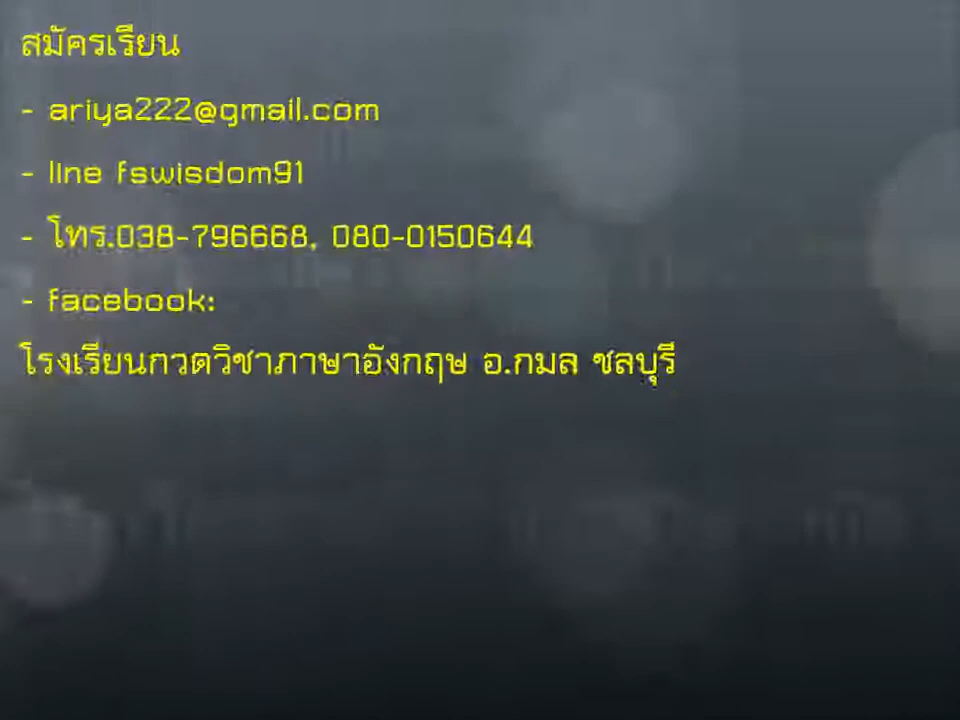 สมัครเรียน
- ariya222@gmail.com
- line fswisdom91
- โทร.038-796668, 080-0150644
- facebook:
โรงเรียนกวดวิชาภาษาอังกฤษ อ.กมล ชลบุรี